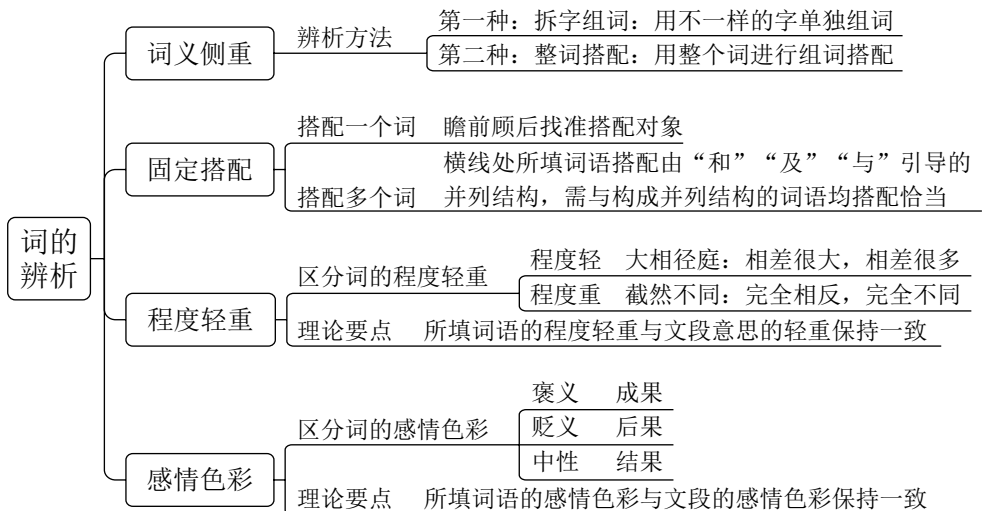 词的
辨析
词义侧重
辨析方法
第一种：拆字组词：用不一样的字单独组词
第二种：整词搭配：用整个词进行组词搭配
固定搭配
搭配一个词 瞻前顾后找准搭配对象
搭配多个词
横线处所填词语搭配由“和”“及”“与”引导的
并列结构，需与构成并列结构的词语均搭配恰当
程度轻重
区分词的程度轻重
程度轻 大相径庭：相差很大，相差很多
程度重 截然不同：完全相反，完全不同
理论要点 所填词语的程度轻重与文段意思的轻重保持一致
感情色彩
区分词的感情色彩
褒义 成果
贬义 后果
中性 结果
理论要点 所填词语的感情色彩与文段的感情色彩保持一致